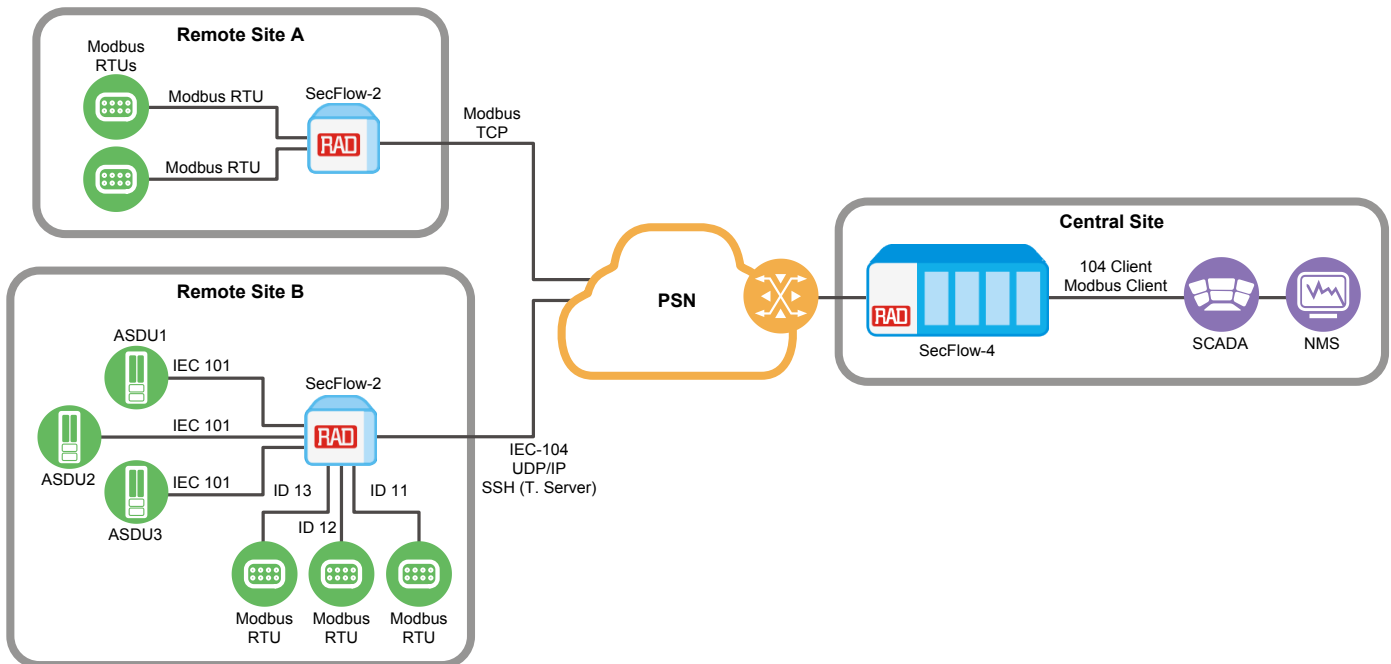 Remote Site A
Modbus
RTUs
Modbus RTU
Modbus RTU
SecFlow-2
RAD
Modbus
TCP
Remote Site B
ASDU1
IEC 101
ASDU2
IEC 101
ASDU3
IEC 101
SecFlow-2
RAD
ID 13
ID 12
ID 11
Modbus
RTU
Modbus
RTU
Modbus
RTU
IEC-104
UDP/IP
SSH (T. Server)
PSN
Central Site
RAD
SecFlow-4
104 Client
Modbus Client
SCADA
NMS